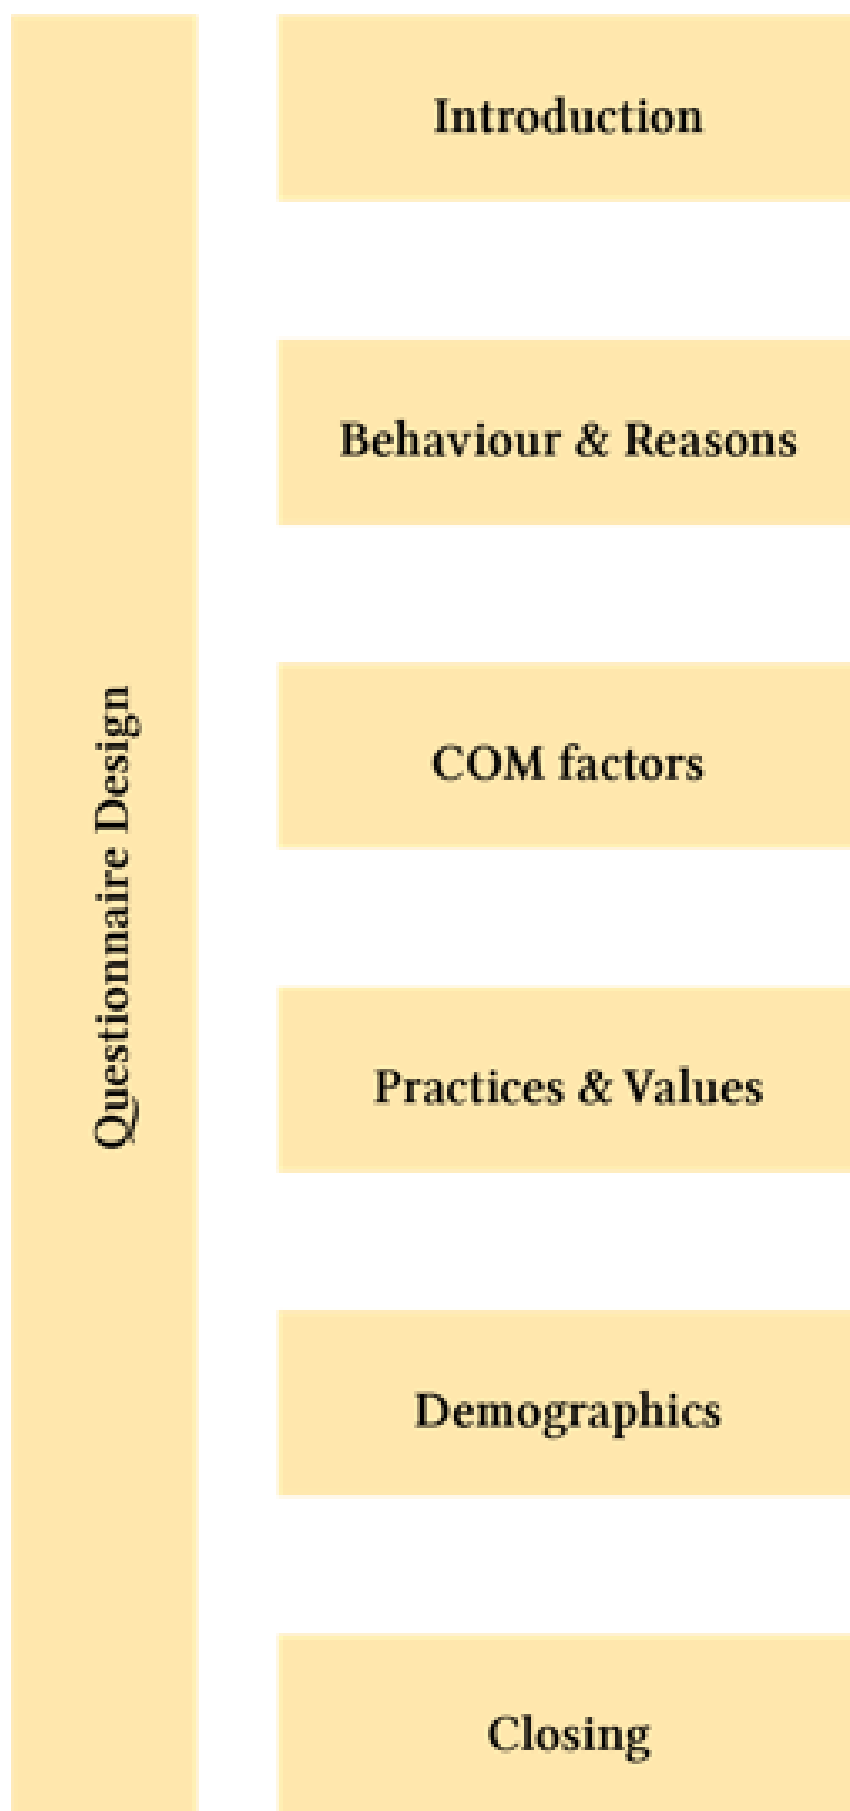 Questionnaire Design
Introduction
Behaviour & Reasons
COM factors
Practices & Values
Demographics
Closing